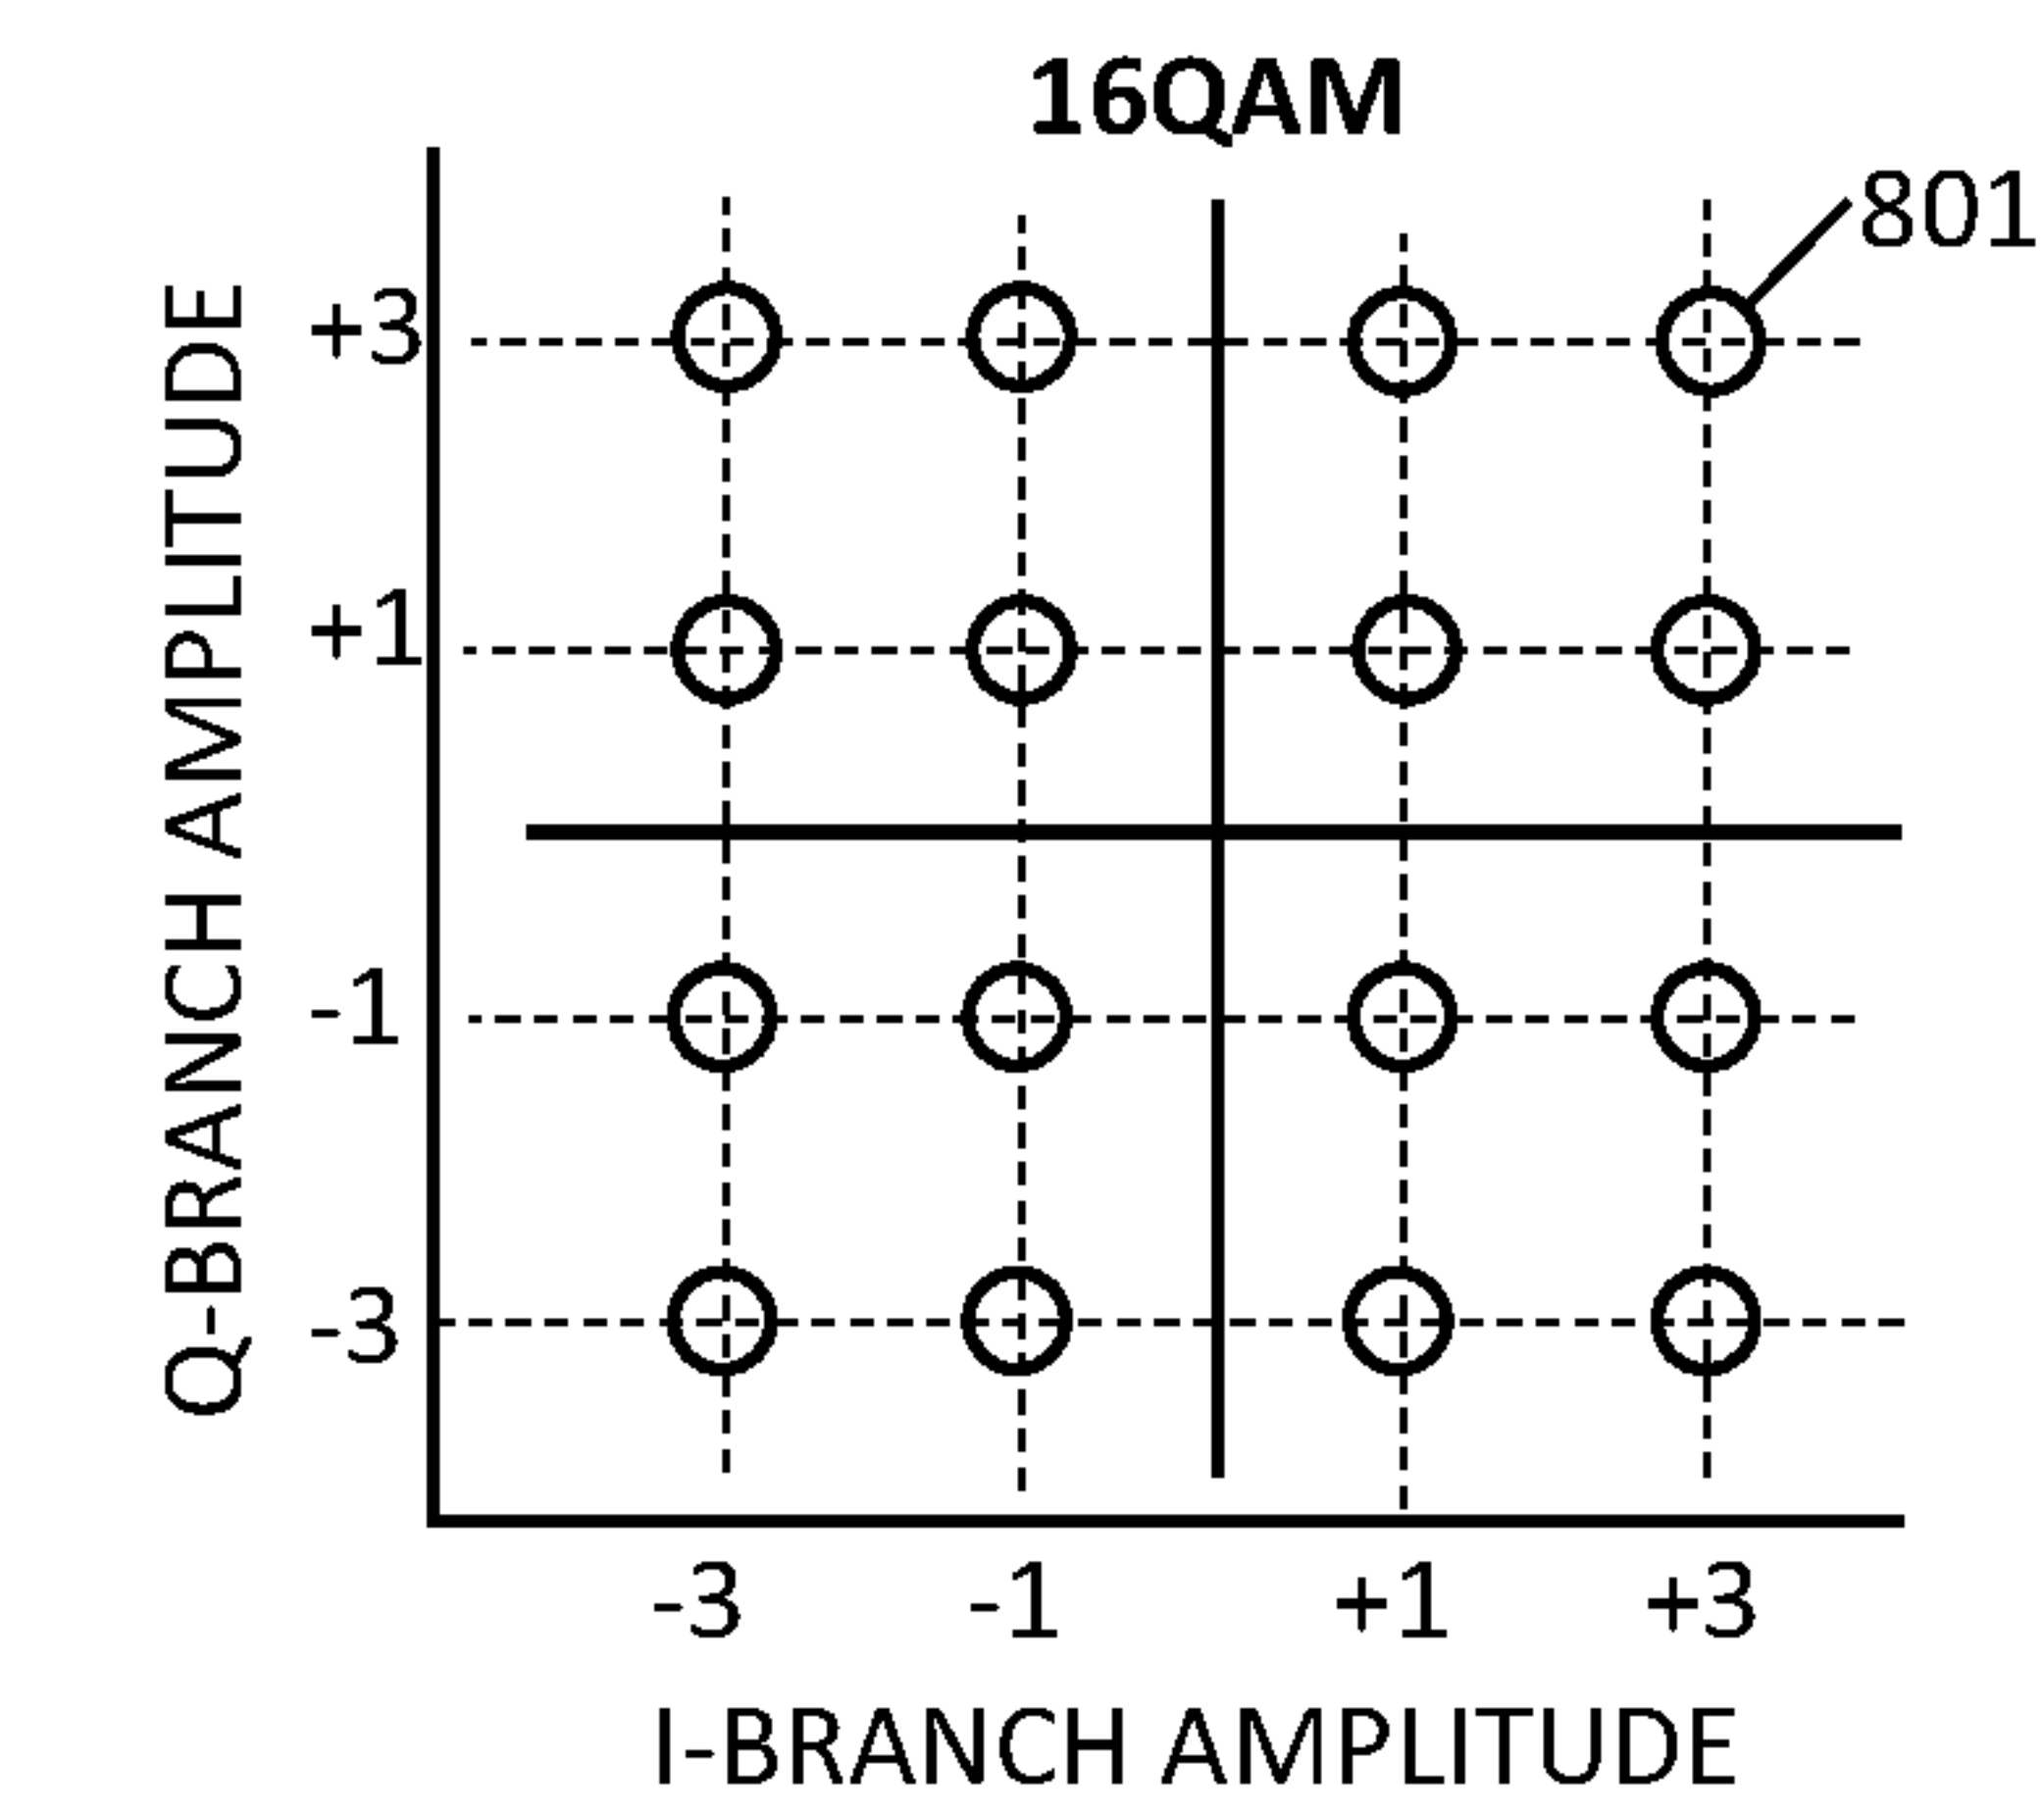 16QAM
801
Q-BRANCH AMPLITUDE
+3
+1
-1
-3
-3 -1 +1 +3
I-BRANCH AMPLITUDE